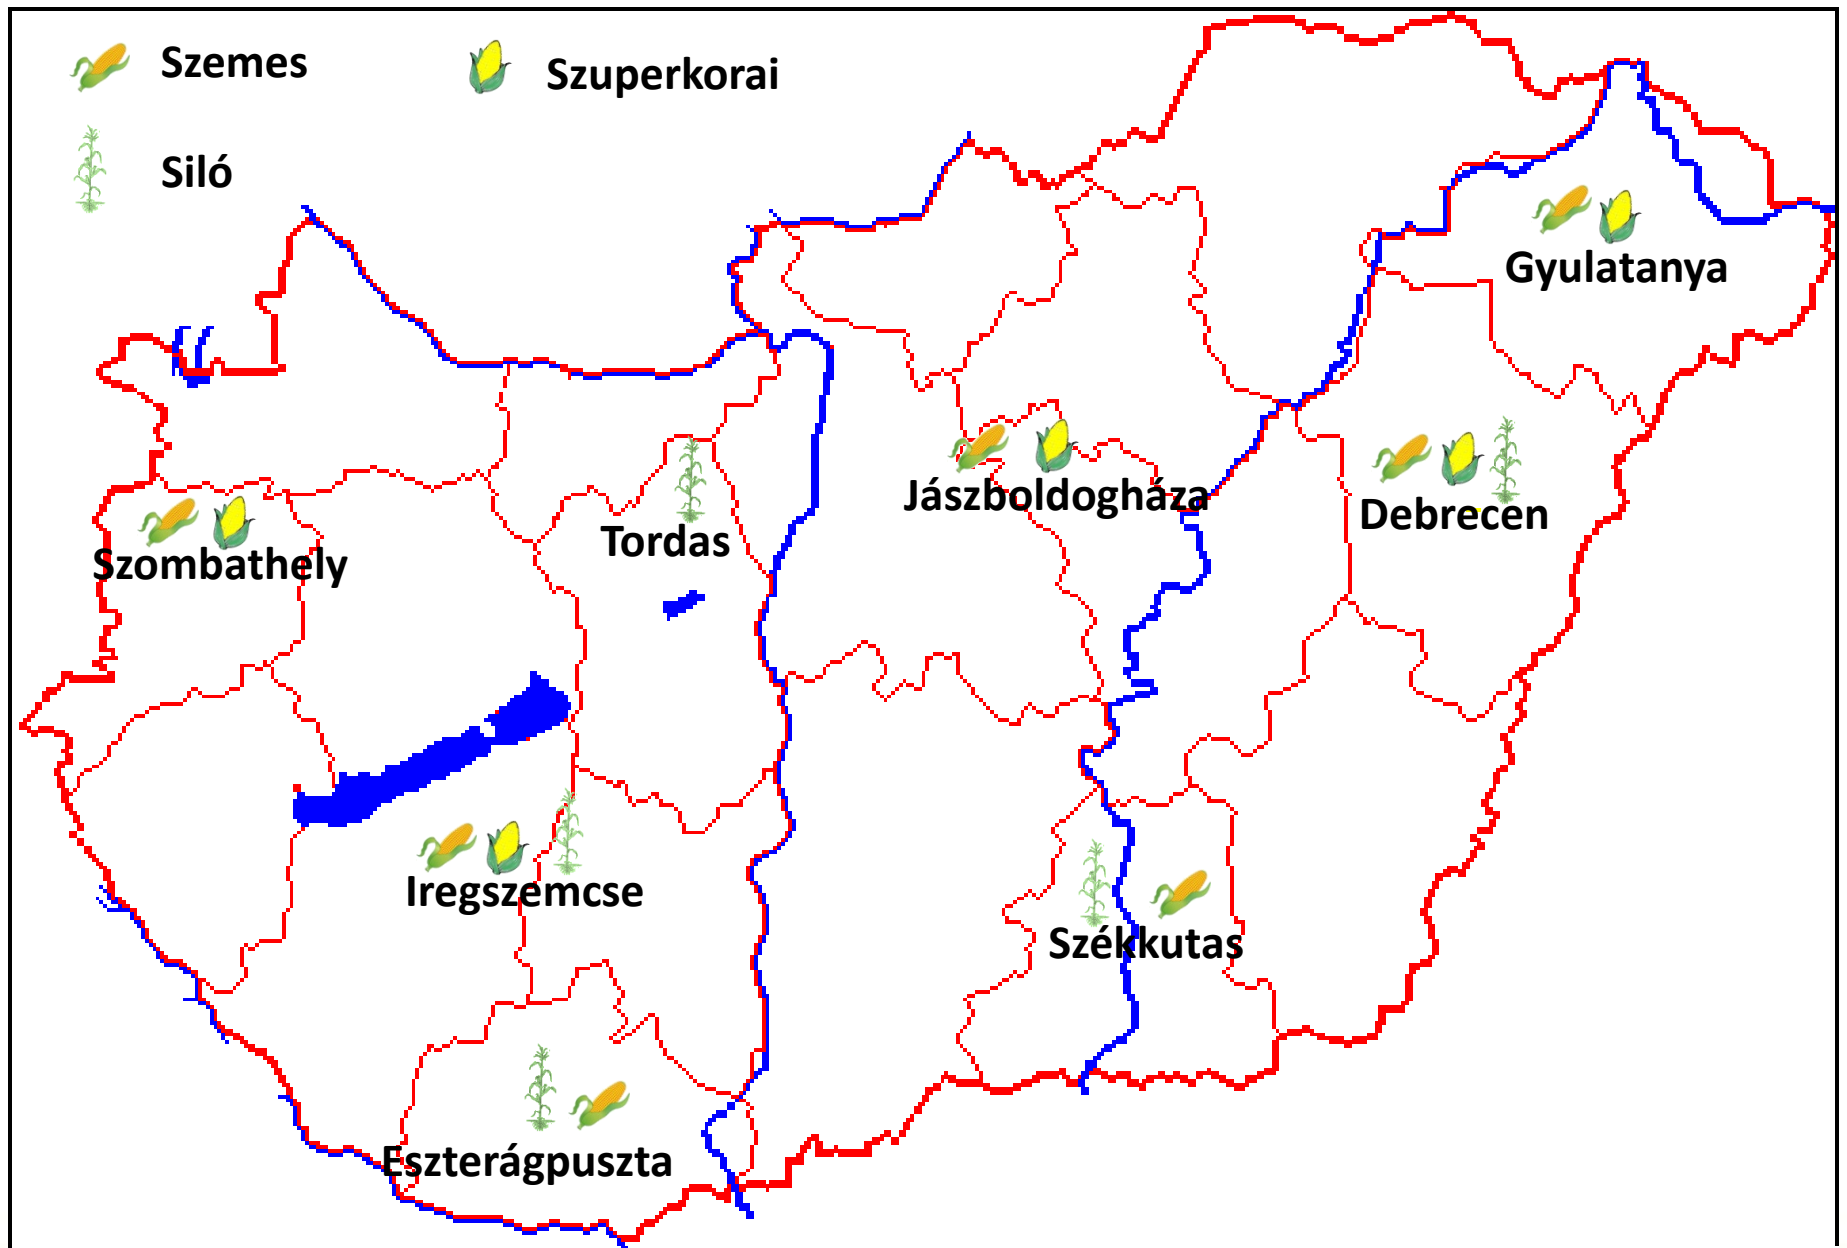 Szemes
Szuperkorai
Siló
Gyulatanya
Jászboldogháza
Debrecen
Tordas
Szombathely
Iregszemcse
Székkutas
Eszterágpuszta